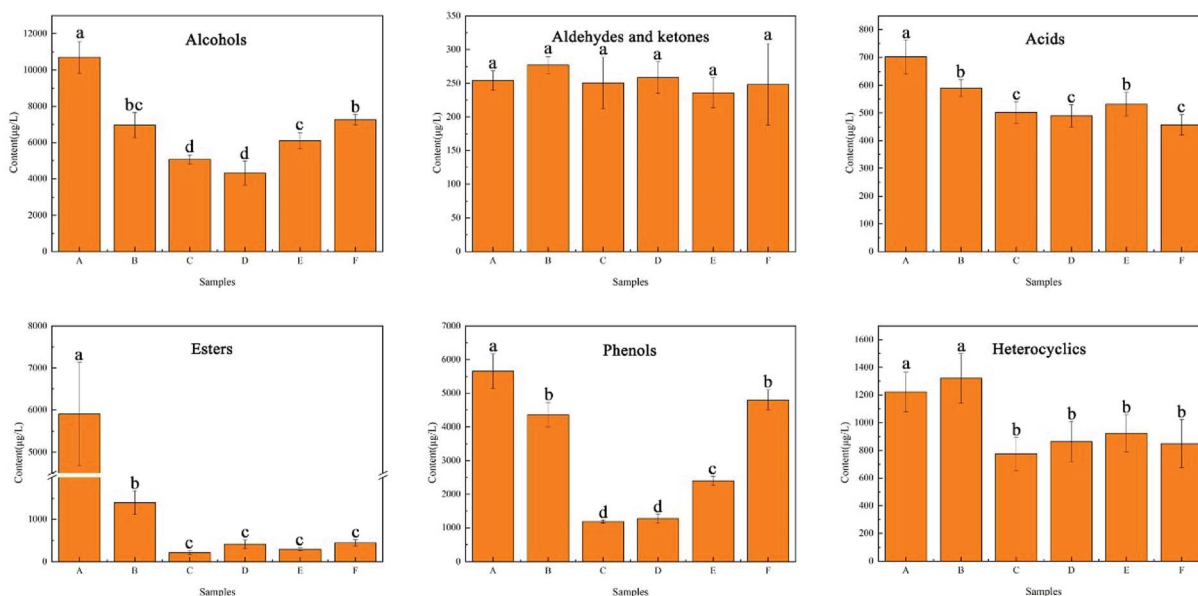 Alcohols
a
bc
d
d
c
b
Content(μg/L)
12000
10000
8000
6000
4000
2000
0
A B C D E F
Samples
Aldehydes and ketones
a
a
a
a
a
a
Content(μg/L)
350
300
250
200
150
100
50
0
A B C D E F
Samples
Acids
a
b
c
c
b
c
Content(μg/L)
800
700
600
500
400
300
200
100
0
A B C D E F
Samples
Esters
a
b
c
c
c
c
Content(μg/L)
8000
7000
6000
5000
1000
0
A B C D E F
Samples
Phenols
a
b
d
d
c
b
Content(μg/L)
7000
6000
5000
4000
3000
2000
1000
0
A B C D E F
Samples
Heterocyclics
a
a
b
b
b
b
Content(μg/L)
1600
1400
1200
1000
800
600
400
200
0
A B C D E F
Samples